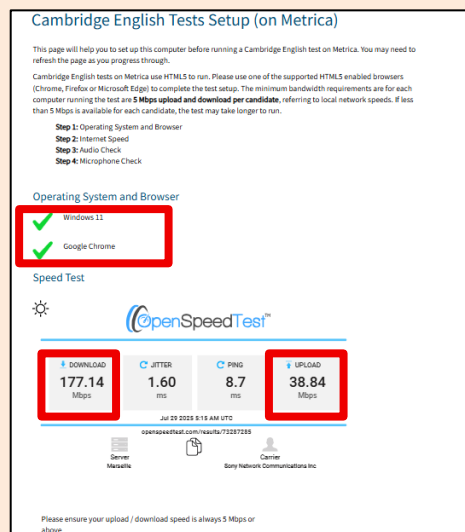 Cambridge English Tests Setup (on Metrica)
This page will help you to set up this computer before running a Cambridge English test on Metrica. You may need to
refresh the page as you progress through.
Cambridge English tests on Metrica use HTML5 to run. Please use one of the supported HTML5 enabled browsers
(Chrome, Firefox or Microsoft Edge) to complete the test setup. The minimum bandwidth requirements are for each
computer running the test are 5 Mbps upload and download per candidate, referring to local network speeds. If less
than 5 Mbps is available for each candidate, the test may take longer to run.
Step 1: Operating System and Browser
Step 2: Internet Speed
Step 3: Audio Check
Step 4: Microphone Check
Operating System and Browser
Windows 11
Google Chrome
Speed Test
OpenSpeedTest™
DOWNLOAD JITTER PING UPLOAD
177.14 1.60 8.7 38.84
Mbps ms ms Mbps
Jul 29 2025 5:15 AM UTC
openspeedtest.com/results/73287285
Server Carrier
Marseille Sony Network Communications Inc
Please ensure your upload / download speed is always 5 Mbps or
above